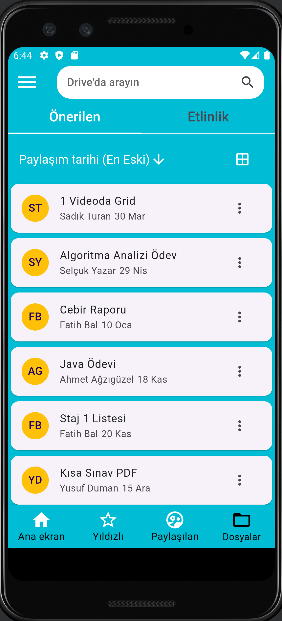 6:44
Drive'da arayın
Önerilen
Etlinlik
Paylaşım tarihi (En Eski)
ST
1 Videoda Grid
Sadık Turan 30 Mar
SY
Algoritma Analizi Ödev
Selçuk Yazar 29 Nis
FB
Cebir Raporu
Fatih Bal 10 Oca
AG
Java Ödevi
Ahmet Ağzıgüzel 18 Kas
FB
Staj 1 Listesi
Fatih Bal 20 Kas
YD
Kısa Sınav PDF
Yusuf Duman 15 Ara
Ana ekran
Yıldızlı
Paylaşılan
Dosyalar